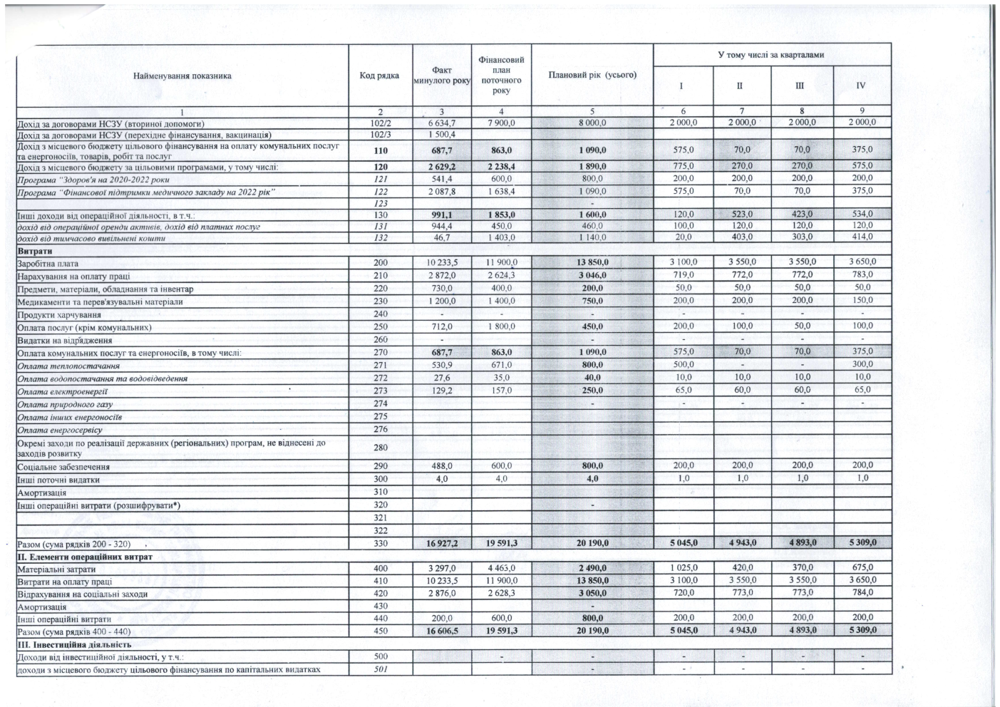 Найменування показника Код рядка Факт минулого року Фінансовий план поточного року Плановий рік (усього) У тому числі за кварталами
I II III IV
1 2 3 4 5 6 7 8 9
Дохід за договорами НСЗУ (вториної допомоги) 102/2 6 634,7 7 900,0 8 000,0 2 000,0 2 000,0 2 000,0 2 000,0
Дохід за договорами НСЗУ (перехідне фінансування, вакцинація) 102/3 1 500,4
Дохід з місцевого бюджету цільового фінансування на оплату комунальних послуг
та енергоносіїв, товарів, робіт та послуг 110 687,7 863,0 1 090,0 575,0 70,0 70,0 375,0
Дохід з місцевого бюджету за цільовими програмами, у тому числі: 120 2 629,2 2 238,4 1 890,0 775,0 270,0 270,0 575,0
Програма "Здоров'я на 2020-2022 роки 121 541,4 600,0 800,0 200,0 200,0 200,0 200,0
Програма "Фінансової підтримки медичного закладу на 2022 рік" 122 2 087,8 1 638,4 1 090,0 575,0 70,0 70,0 375,0
123 -
Інші доходи від операційної діяльності, в т.ч.: 130 991,1 1 853,0 1 600,0 120,0 523,0 423,0 534,0
дохід від операційної оренди активів, дохід від платних послуг 131 944,4 450,0 460,0 100,0 120,0 120,0 120,0
дохід від тимчасово вивільнені кошти 132 46,7 1 403,0 1 140,0 20,0 403,0 303,0 414,0
Витрати
Заробітна плата 200 10 233,5 11 900,0 13 850,0 3 100,0 3 550,0 3 550,0 3 650,0
Нарахування на оплату праці 210 2 872,0 2 624,3 3 046,0 719,0 772,0 772,0 783,0
Предмети, матеріали, обладнання та інвентар 220 730,0 400,0 200,0 50,0 50,0 50,0 50,0
Медикаменти та перев'язувальні матеріали 230 1 200,0 1 400,0 750,0 200,0 200,0 200,0 150,0
Продукти харчування 240 - - - - - - -
Оплата послуг (крім комунальних) 250 712,0 1 800,0 450,0 200,0 100,0 50,0 100,0
Видатки на відрядження 260 - - - - - - -
Оплата комунальних послуг та енергоносіїв, в тому числі: 270 687,7 863,0 1 090,0 575,0 70,0 70,0 375,0
Оплата теплопостачання 271 530,9 671,0 800,0 500,0 - - 300,0
Оплата водопостачання та водовідведення 272 27,6 35,0 40,0 10,0 10,0 10,0 10,0
Оплата електроенергії 273 129,2 157,0 250,0 65,0 60,0 60,0 65,0
Оплата природного газу 274 - - - - -
Оплата інших енергоносіїв 275
Оплата енергосервісу 276
Окремі заходи по реалізації державних (регіональних) програм, не віднесені до
заходів розвитку 280
Соціальне забезпечення 290 488,0 600,0 800,0 200,0 200,0 200,0 200,0
Інші поточні видатки 300 4,0 4,0 4,0 1,0 1,0 1,0 1,0
Амортизація 310
Інші операційні витрати (розшифрувати*) 320 -
321
322
Разом (сума рядків 200 - 320) 330 16 927,2 19 591,3 20 190,0 5 045,0 4 943,0 4 893,0 5 309,0
II. Елементи операційних витрат
Матеріальні затрати 400 3 297,0 4 463,0 2 490,0 1 025,0 420,0 370,0 675,0
Витрати на оплату праці 410 10 233,5 11 900,0 13 850,0 3 100,0 3 550,0 3 550,0 3 650,0
Відрахування на соціальні заходи 420 2 876,0 2 628,3 3 050,0 720,0 773,0 773,0 784,0
Амортизація 430 -
Інші операційні витрати 440 200,0 600,0 800,0 200,0 200,0 200,0 200,0
Разом (сума рядків 400 - 440) 450 16 606,5 19 591,3 20 190,0 5 045,0 4 943,0 4 893,0 5 309,0
III. Інвестиційна діяльність
Доходи від інвестиційної діяльності, у т.ч.: 500 - - - - - -
доходи з місцевого бюджету цільового фінансування по капітальних видатках 501 - - - - -